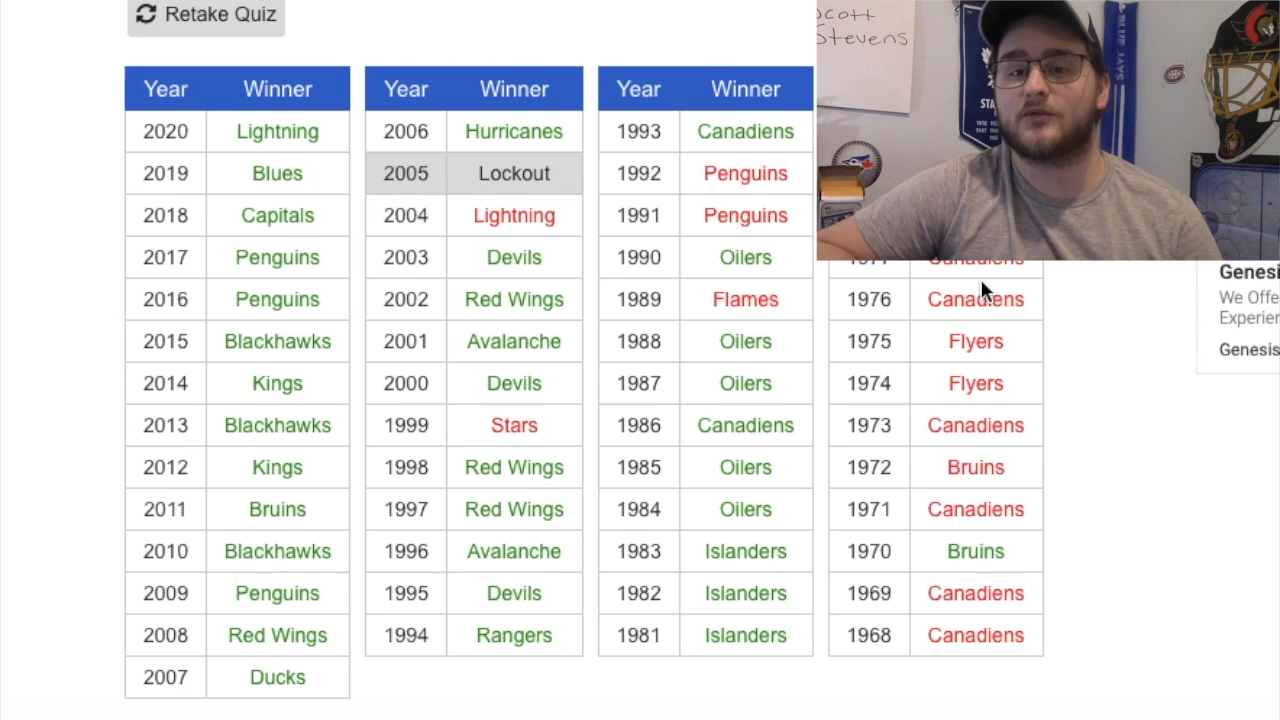 Retake Quiz
Year Winner
2020 Lightning
2019 Blues
2018 Capitals
2017 Penguins
2016 Penguins
2015 Blackhawks
2014 Kings
2013 Blackhawks
2012 Kings
2011 Bruins
2010 Blackhawks
2009 Penguins
2008 Red Wings
2007 Ducks
Year Winner
2006 Hurricanes
2005 Lockout
2004 Lightning
2003 Devils
2002 Red Wings
2001 Avalanche
2000 Devils
1999 Stars
1998 Red Wings
1997 Red Wings
1996 Avalanche
1995 Devils
1994 Rangers
Year Winner
1993 Canadiens
1992 Penguins
1991 Penguins
1990 Oilers
1989 Flames
1988 Oilers
1987 Oilers
1986 Canadiens
1985 Oilers
1984 Oilers
1983 Islanders
1982 Islanders
1981 Islanders
1976 Canadiens
1975 Flyers
1974 Flyers
1973 Canadiens
1972 Bruins
1971 Canadiens
1970 Bruins
1969 Canadiens
1968 Canadiens
Scott
Stevens
STA
BLUE JAYS
Genesi
We Offe
Experier
Genesis